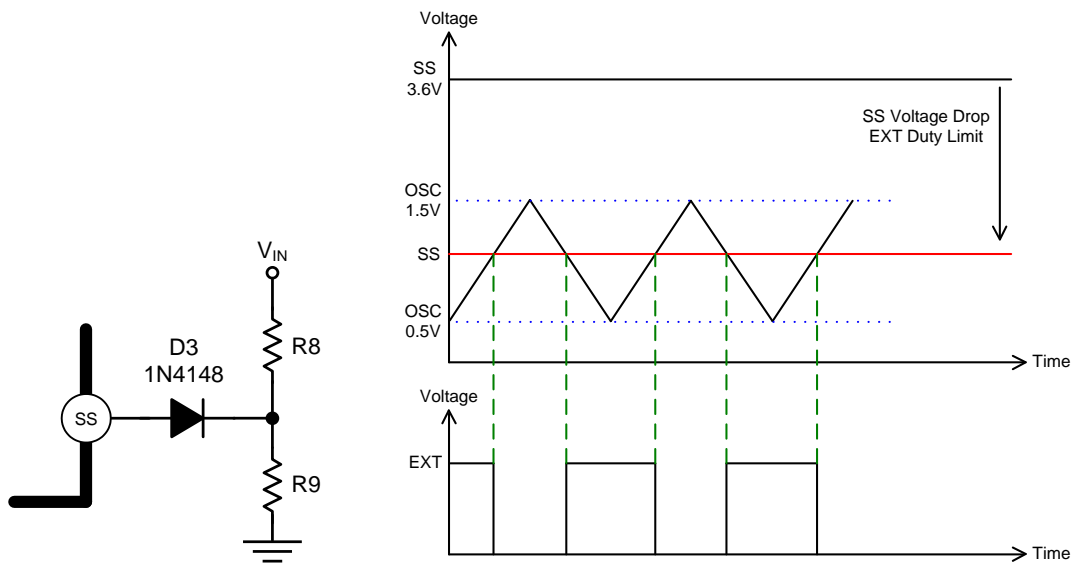 V_IN
R8
D3
1N4148
SS
R9
Voltage
SS
3.6V
SS Voltage Drop
EXT Duty Limit
OSC
1.5V
SS
OSC
0.5V
Time
Voltage
EXT
Time